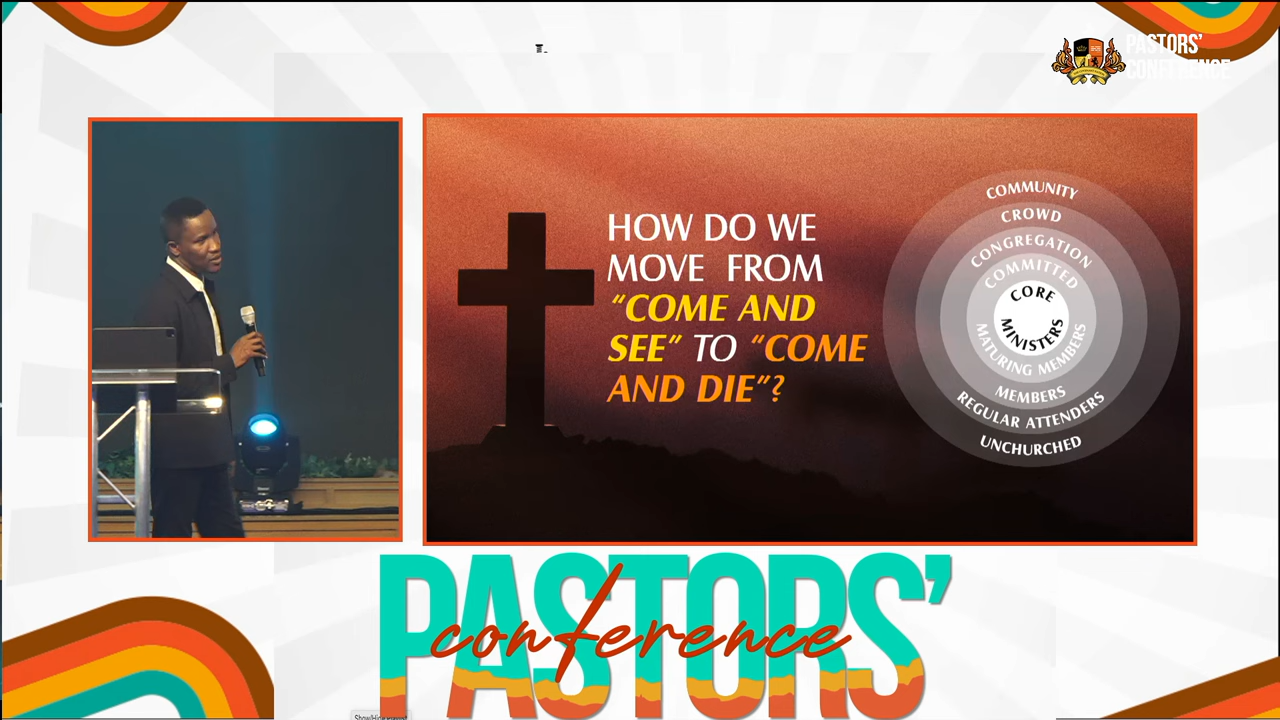 PASTORS'
CONFERENCE
HOW DO WE
MOVE FROM
“COME AND
SEE” TO “COME
AND DIE”?
COMMUNITY
CROWD
CONGREGATION
COMMITTED
CORE
MINISTERS
MATURING MEMBERS
MEMBERS
REGULAR ATTENDERS
UNCHURCHED
PASTORS'
conference